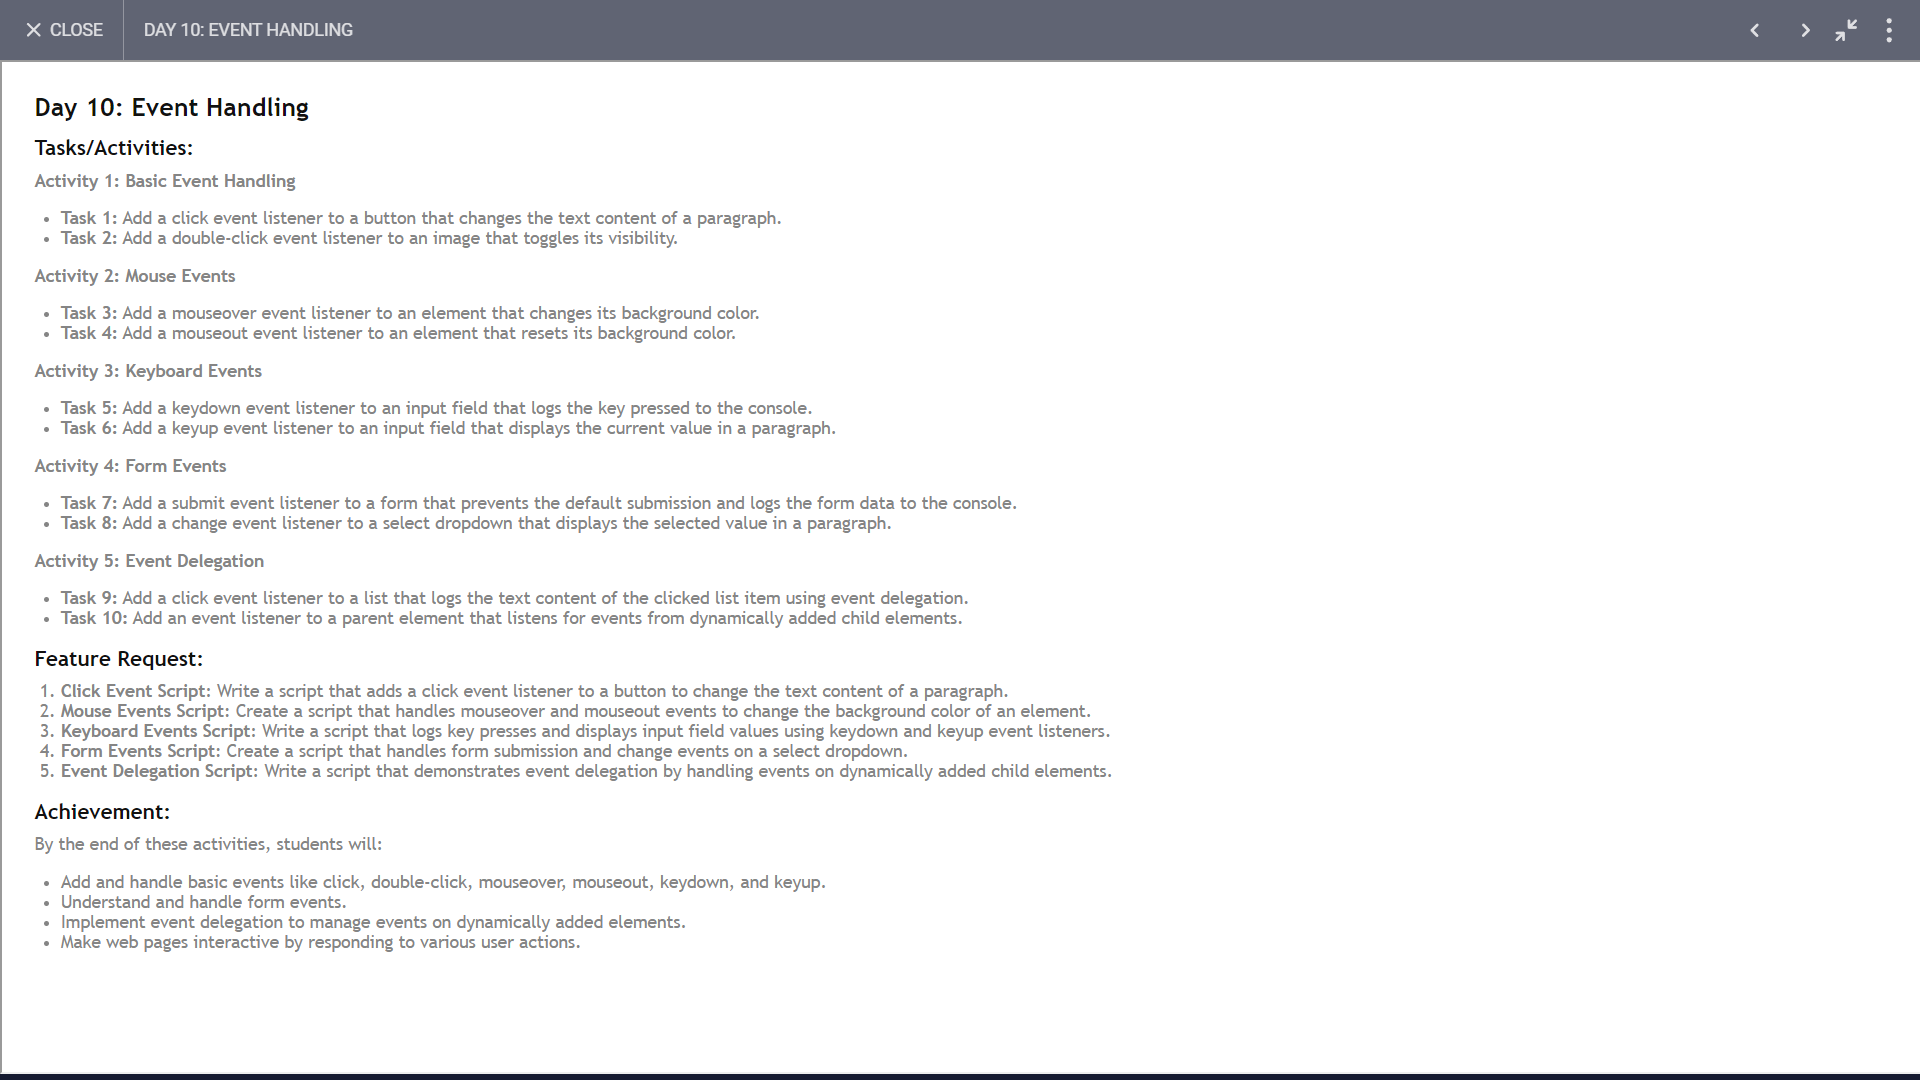 CLOSE
DAY 10: EVENT HANDLING
Day 10: Event Handling
Tasks/Activities:
Activity 1: Basic Event Handling
• Task 1: Add a click event listener to a button that changes the text content of a paragraph.
• Task 2: Add a double-click event listener to an image that toggles its visibility.
Activity 2: Mouse Events
• Task 3: Add a mouseover event listener to an element that changes its background color.
• Task 4: Add a mouseout event listener to an element that resets its background color.
Activity 3: Keyboard Events
• Task 5: Add a keydown event listener to an input field that logs the key pressed to the console.
• Task 6: Add a keyup event listener to an input field that displays the current value in a paragraph.
Activity 4: Form Events
• Task 7: Add a submit event listener to a form that prevents the default submission and logs the form data to the console.
• Task 8: Add a change event listener to a select dropdown that displays the selected value in a paragraph.
Activity 5: Event Delegation
• Task 9: Add a click event listener to a list that logs the text content of the clicked list item using event delegation.
• Task 10: Add an event listener to a parent element that listens for events from dynamically added child elements.
Feature Request:
1. Click Event Script: Write a script that adds a click event listener to a button to change the text content of a paragraph.
2. Mouse Events Script: Create a script that handles mouseover and mouseout events to change the background color of an element.
3. Keyboard Events Script: Write a script that logs key presses and displays input field values using keydown and keyup event listeners.
4. Form Events Script: Create a script that handles form submission and change events on a select dropdown.
5. Event Delegation Script: Write a script that demonstrates event delegation by handling events on dynamically added child elements.
Achievement:
By the end of these activities, students will:
• Add and handle basic events like click, double-click, mouseover, mouseout, keydown, and keyup.
• Understand and handle form events.
• Implement event delegation to manage events on dynamically added elements.
• Make web pages interactive by responding to various user actions.